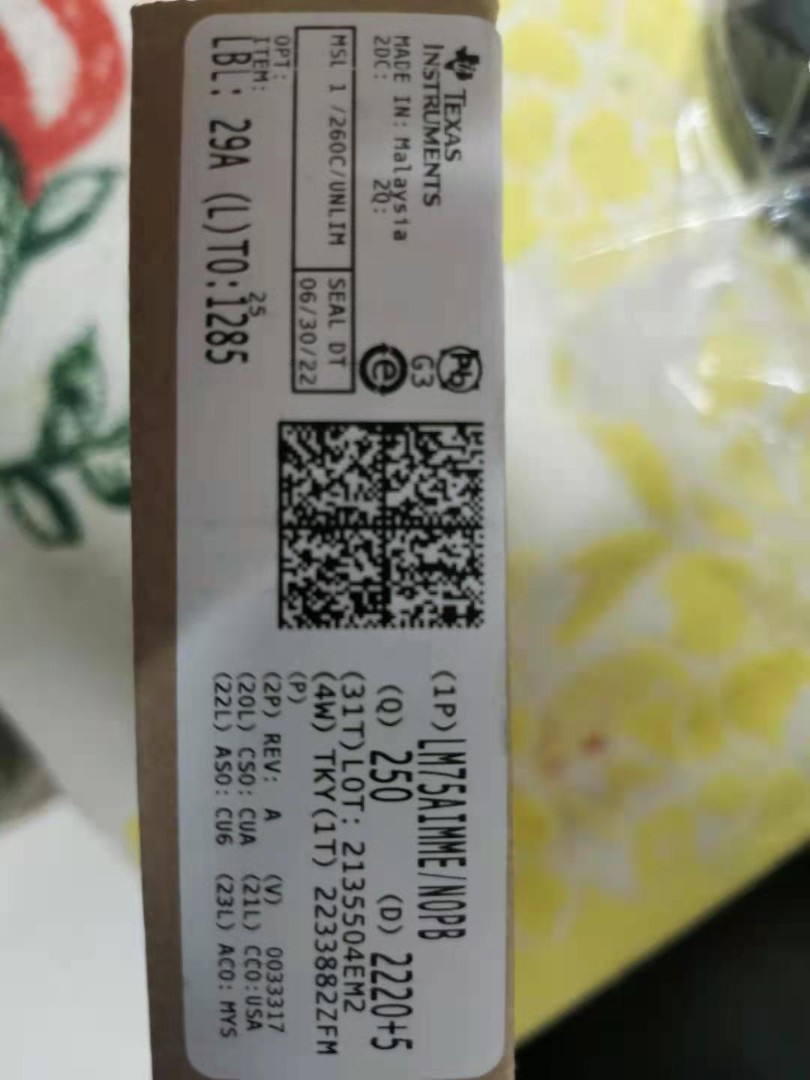 TEXAS
INSTRUMENTS
MADE IN: Malaysia
2DC: 2Q:
MSL 1 /260C/UNLIM
SEAL DT
06/30/22
OPT:
ITEM:
25
LBL: 29A (L)TO:1285
Pb
G3
e
(1P) LM75AIMME/NOPB
(Q) 250 (D) 2220+5
(31T)LOT: 2135504EM2
(4W) TKY(1T) 2233882ZFM
(P)
(2P) REV: A (V) 0033317
(20L) CSO: CUA (21L) CCO:USA
(22L) ASO: CU6 (23L) ACO: MYS